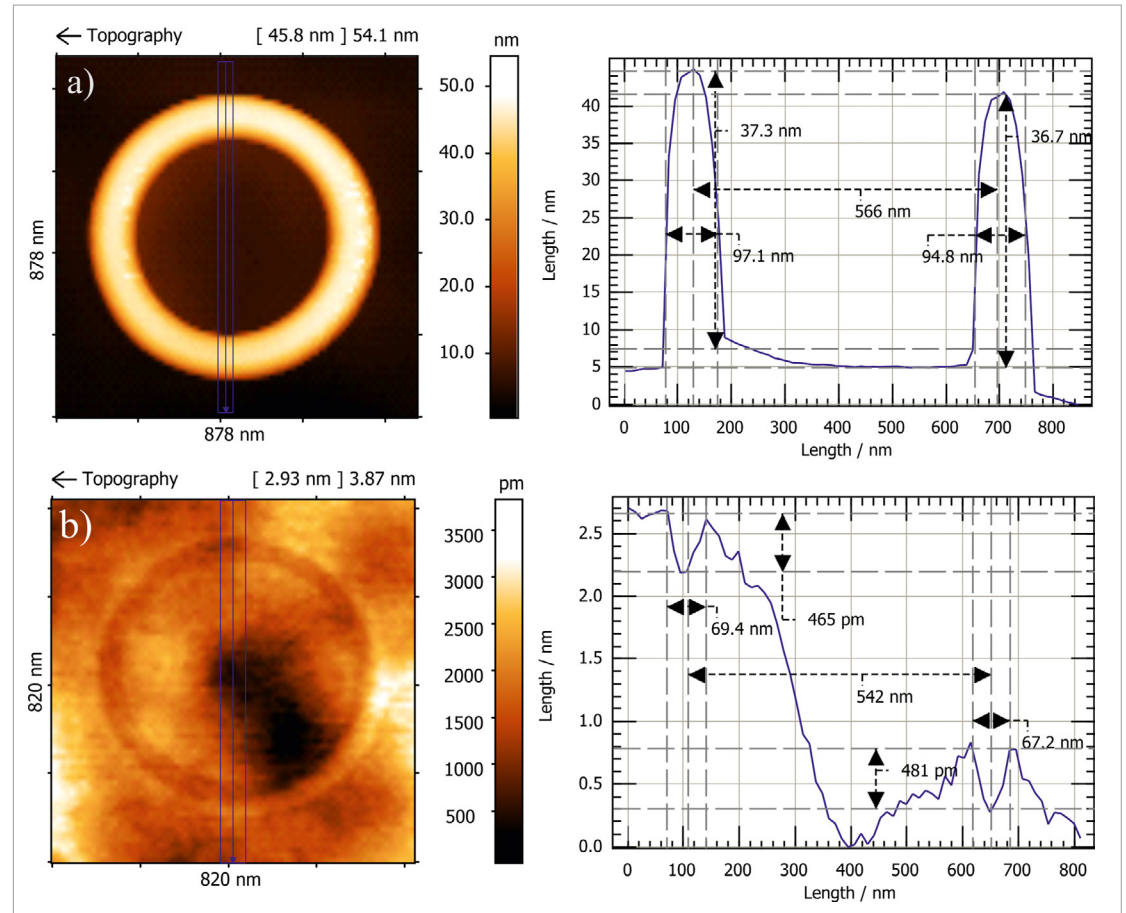 ← Topography [ 45.8 nm ] 54.1 nm
a)
878 nm
878 nm
nm
50.0
40.0
30.0
20.0
10.0
Length / nm
40
35
30
25
20
15
10
5
0
37.3 nm
36.7 nm
566 nm
97.1 nm
94.8 nm
0 100 200 300 400 500 600 700 800
Length / nm
← Topography [ 2.93 nm ] 3.87 nm
b)
820 nm
820 nm
pm
3500
3000
2500
2000
1500
1000
500
Length / nm
2.5
2.0
1.5
1.0
0.5
0.0
69.4 nm
465 pm
542 nm
67.2 nm
481 pm
0 100 200 300 400 500 600 700 800
Length / nm